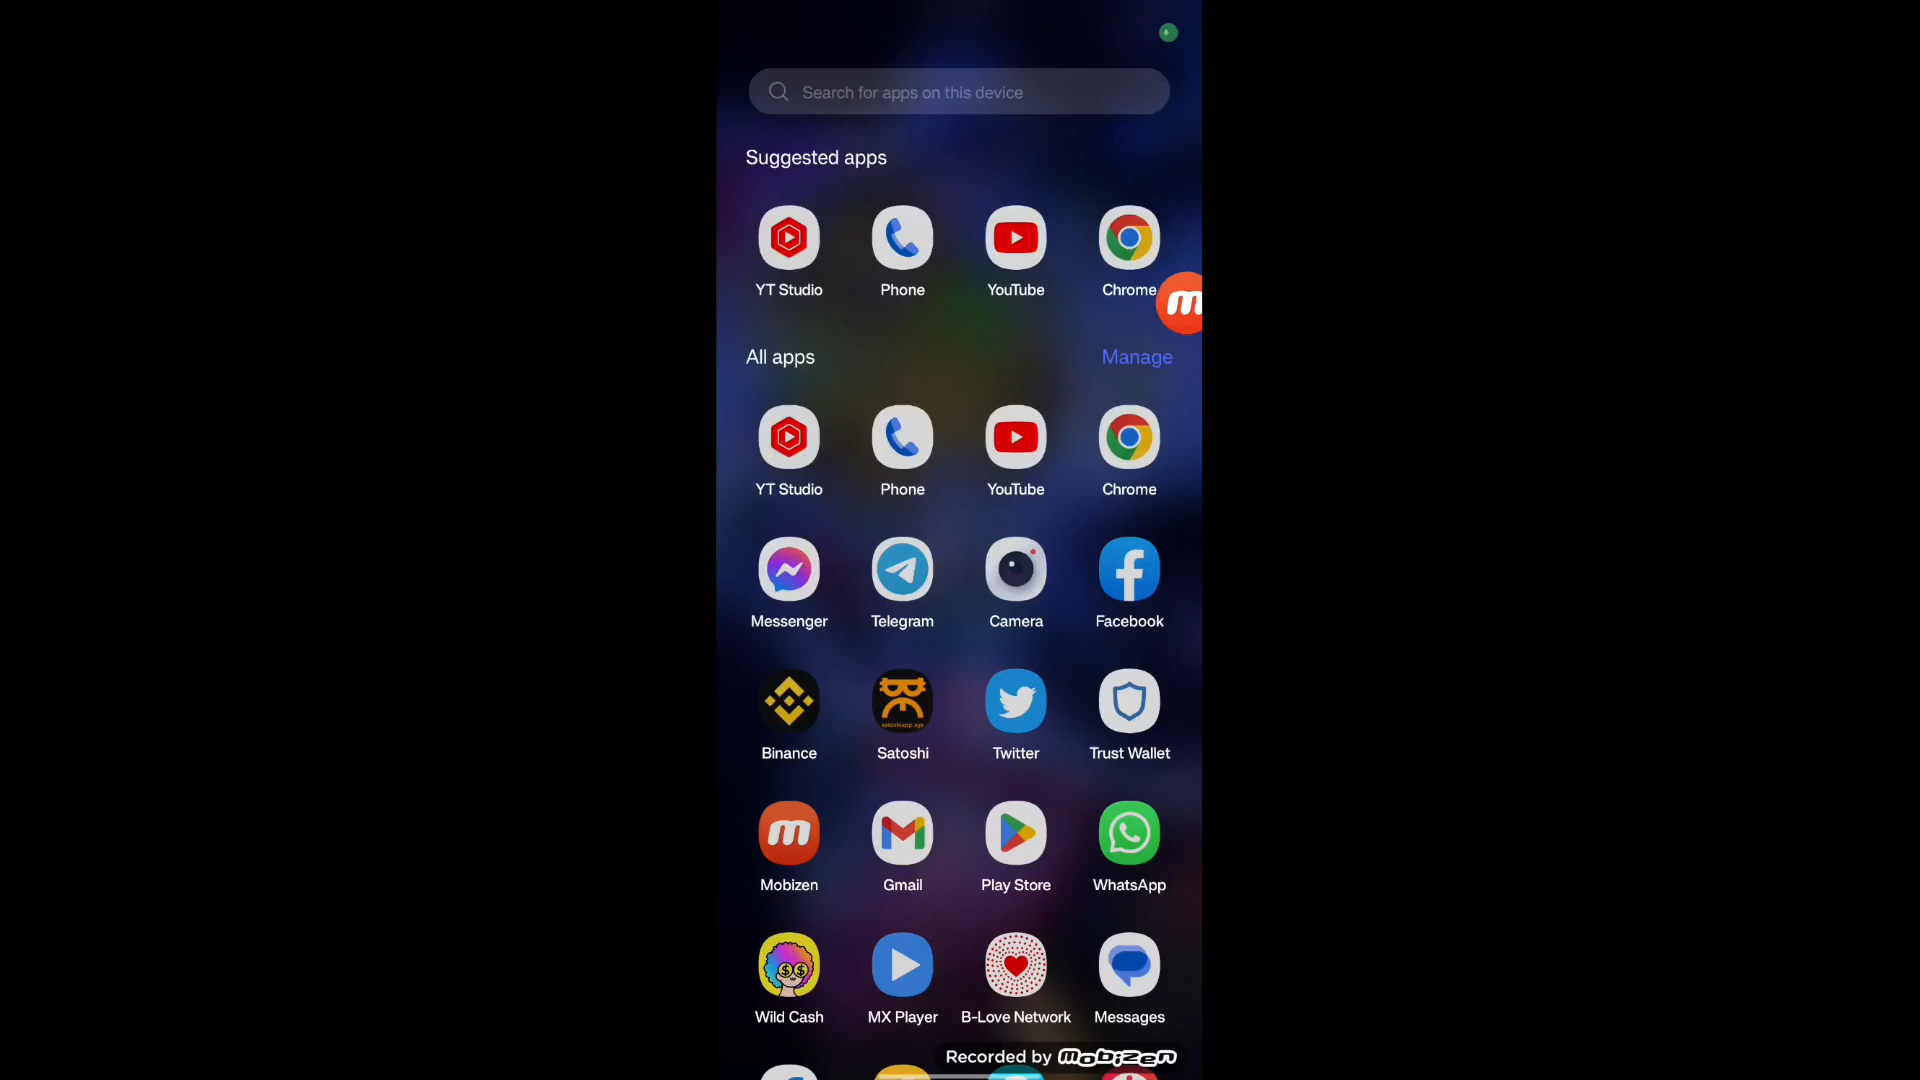 Search for apps on this device
Suggested apps
YT Studio Phone YouTube Chrome
All apps Manage
YT Studio Phone YouTube Chrome
Messenger Telegram Camera Facebook
satoshiapp.xyz
Binance Satoshi Twitter Trust Wallet
Mobizen Gmail Play Store WhatsApp
Wild Cash MX Player B-Love Network Messages
Recorded by mobizen